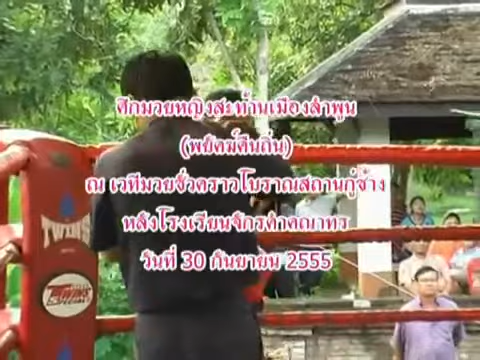 ศึกมวยหญิงสะท้านเมืองลำพูน
(พยัคฆ์คืนถิ่น)
ณ เวทีมวยชั่วคราวโบราณสถานกู่ช้าง
หลังโรงเรียนจักรคำคณาทร
วันที่ 30 กันยายน 2555
TWINS
TWINS